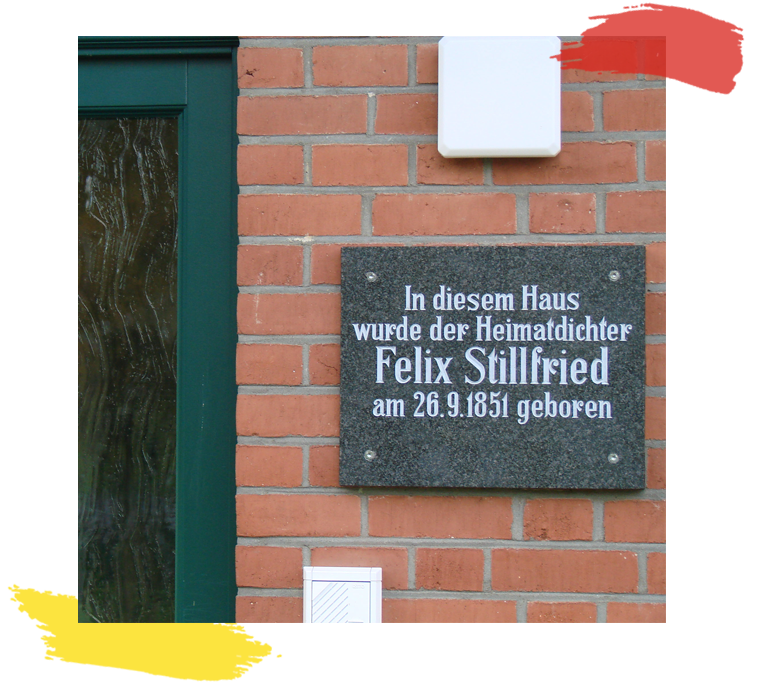 In diesem Haus
wurde der Heimatdichter
Felix Stillfried
am 26.9.1851 geboren